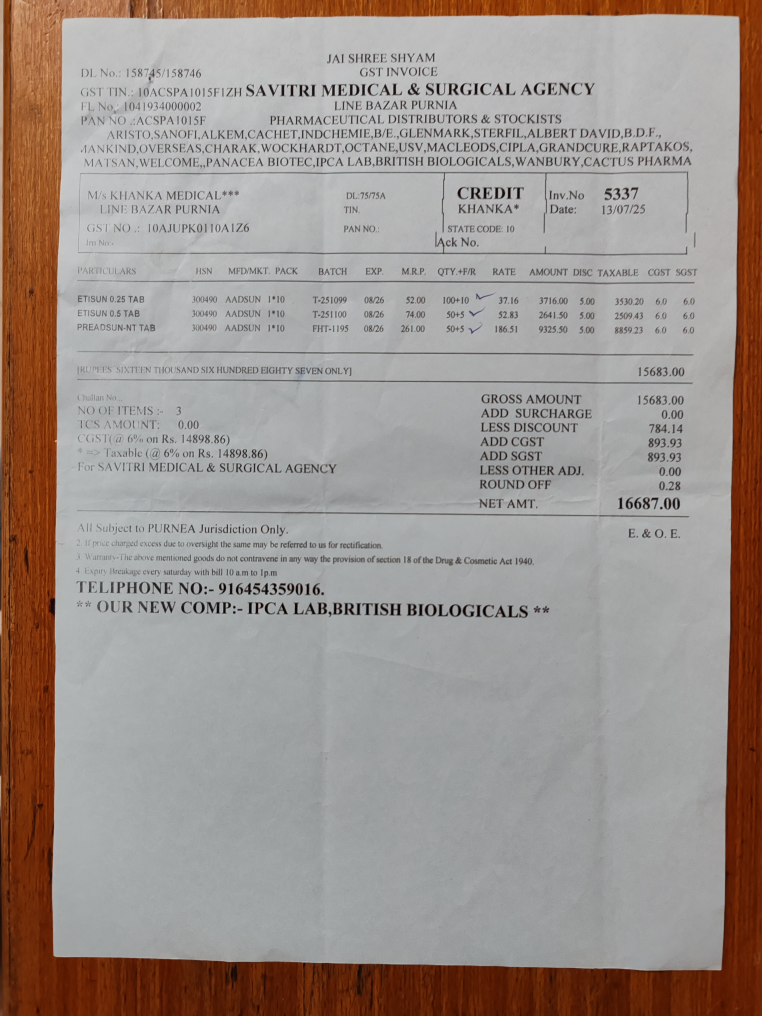 JAI SHREE SHYAM
DL No.: 158745/158746 GST INVOICE
GST TIN.: 10ACSPA1015F1ZH SAVITRI MEDICAL & SURGICAL AGENCY
FL No,: 1041934000002 LINE BAZAR PURNIA
PAN NO .:ACSPA1015F PHARMACEUTICAL DISTRIBUTORS & STOCKISTS
ARISTO,SANOFI,ALKEM,CACHET,INDCHEMIE,B/E.,GLENMARK,STERFIL,ALBERT DAVID,B.D.F.,
MANKIND,OVERSEAS,CHARAK,WOCKHARDT,OCTANE,USV,MACLEODS,CIPLA,GRANDCURE,RAPTAKOS,
MATSAN,WELCOME,,PANACEA BIOTEC,IPCA LAB,BRITISH BIOLOGICALS,WANBURY,CACTUS PHARMA
M/s KHANKA MEDICAL*** DL:75/75A CREDIT Inv.No 5337
LINE BAZAR PURNIA TIN. KHANKA* Date: 13/07/25
GST NO .: 10AJUPK0110A1Z6 PAN NO.: STATE CODE: 10
Irn No.- Ack No.
PARTICULARS HSN MFD/MKT. PACK BATCH EXP. M.R.P. QTY.+F/R RATE AMOUNT DISC TAXABLE CGST SGST
ETISUN 0.25 TAB 300490 AADSUN 1*10 T-251099 08/26 52.00 100+10 37.16 3716.00 5.00 3530.20 6.0 6.0
ETISUN 0.5 TAB 300490 AADSUN 1*10 T-251100 08/26 74.00 50+5 52.83 2641.50 5.00 2509.43 6.0 6.0
PREADSUN-NT TAB 300490 AADSUN 1*10 FHT-1195 08/26 261.00 50+5 186.51 9325.50 5.00 8859.23 6.0 6.0
[RUPEES SIXTEEN THOUSAND SIX HUNDRED EIGHTY SEVEN ONLY] 15683.00
Challan No.,. GROSS AMOUNT 15683.00
NO OF ITEMS :- 3 ADD SURCHARGE 0.00
TCS AMOUNT: 0.00 LESS DISCOUNT 784.14
CGST(@ 6% on Rs. 14898.86) ADD CGST 893.93
* => Taxable (@ 6% on Rs. 14898.86) ADD SGST 893.93
For SAVITRI MEDICAL & SURGICAL AGENCY LESS OTHER ADJ. 0.00
ROUND OFF 0.28
NET AMT. 16687.00
All Subject to PURNEA Jurisdiction Only. E. & O. E.
2. If price charged excess due to oversight the same may be referred to us for rectification.
3. Warranty-The above mentioned goods do not contravene in any way the provision of section 18 of the Drug & Cosmetic Act 1940.
4. Expiry Breakage every saturday with bill 10 a.m to 1p.m
TELIPHONE NO:- 916454359016.
** OUR NEW COMP:- IPCA LAB,BRITISH BIOLOGICALS **